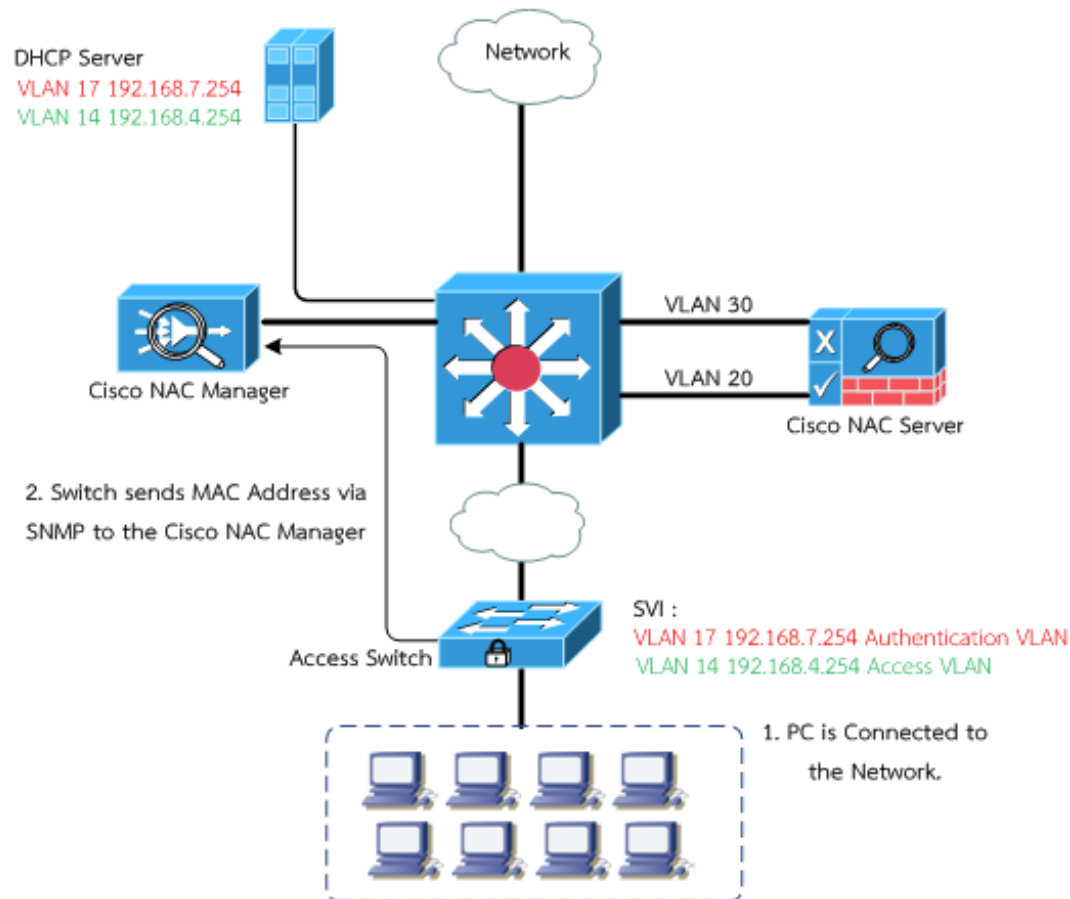 Network
DHCP Server
VLAN 17 192.168.7.254
VLAN 14 192.168.4.254
VLAN 30
X
VLAN 20
Cisco NAC Manager
Cisco NAC Server
2. Switch sends MAC Address via
SNMP to the Cisco NAC Manager
SVI :
VLAN 17 192.168.7.254 Authentication VLAN
VLAN 14 192.168.4.254 Access VLAN
Access Switch
1. PC is Connected to
the Network.